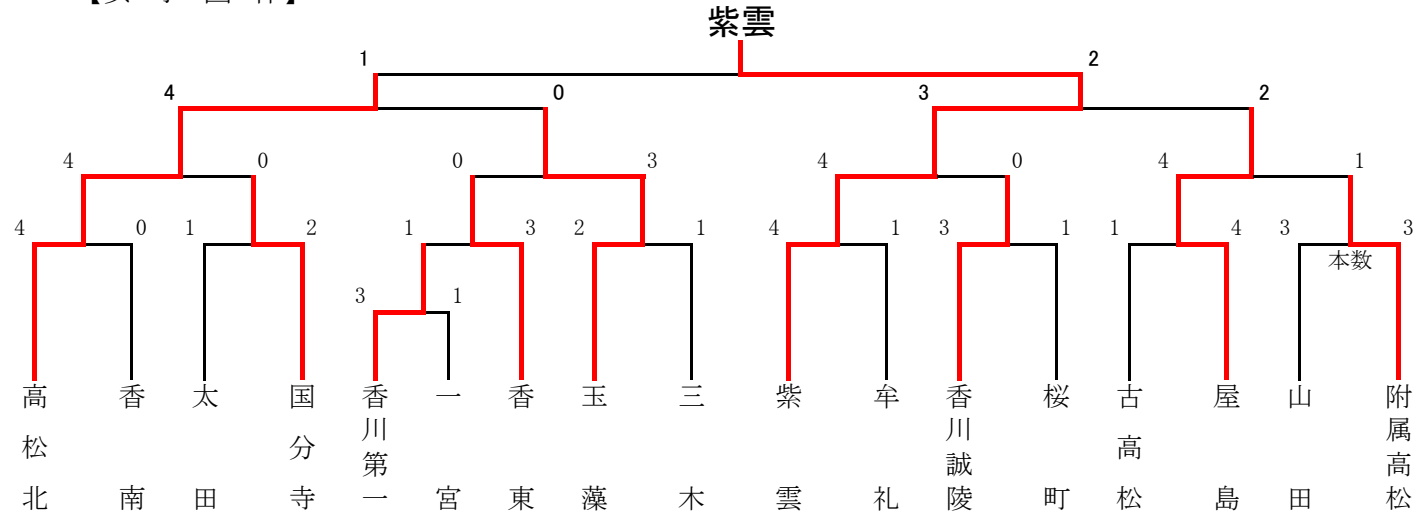 紫雲
1 2
4 0 3 2
4 0 0 3 4 0 4 1
4 0 1 2 1 3 2 1 4 1 3 1 1 4 3 3
本数
3 1
高松北 香南 太田 国分寺 香川第一 一宮 香東 玉藻 三木 紫雲 牟礼 香川誠陵 桜町 古高松 屋島 山田 附属高松